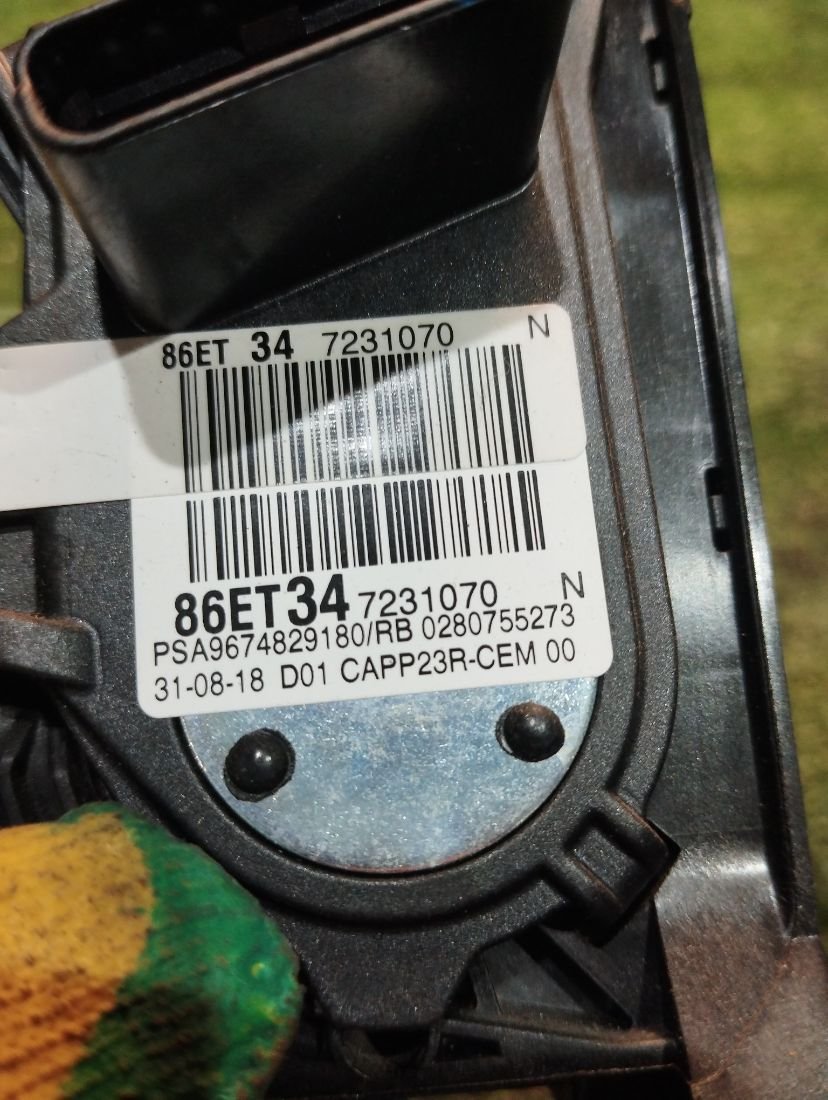 86ET 34 7231070 N
86ET34 7231070 N
PSA9674829180/RB 0280755273
31-08-18 D01 CAPP23R-CEM 00